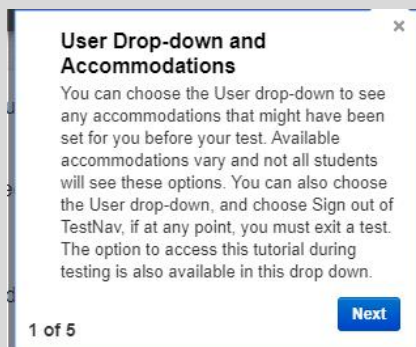 ×
User Drop-down and
Accommodations
You can choose the User drop-down to see
any accommodations that might have been
set for you before your test. Available
accommodations vary and not all students
will see these options. You can also choose
the User drop-down, and choose Sign out of
TestNav, if at any point, you must exit a test.
The option to access this tutorial during
testing is also available in this drop down.
Next
1 of 5